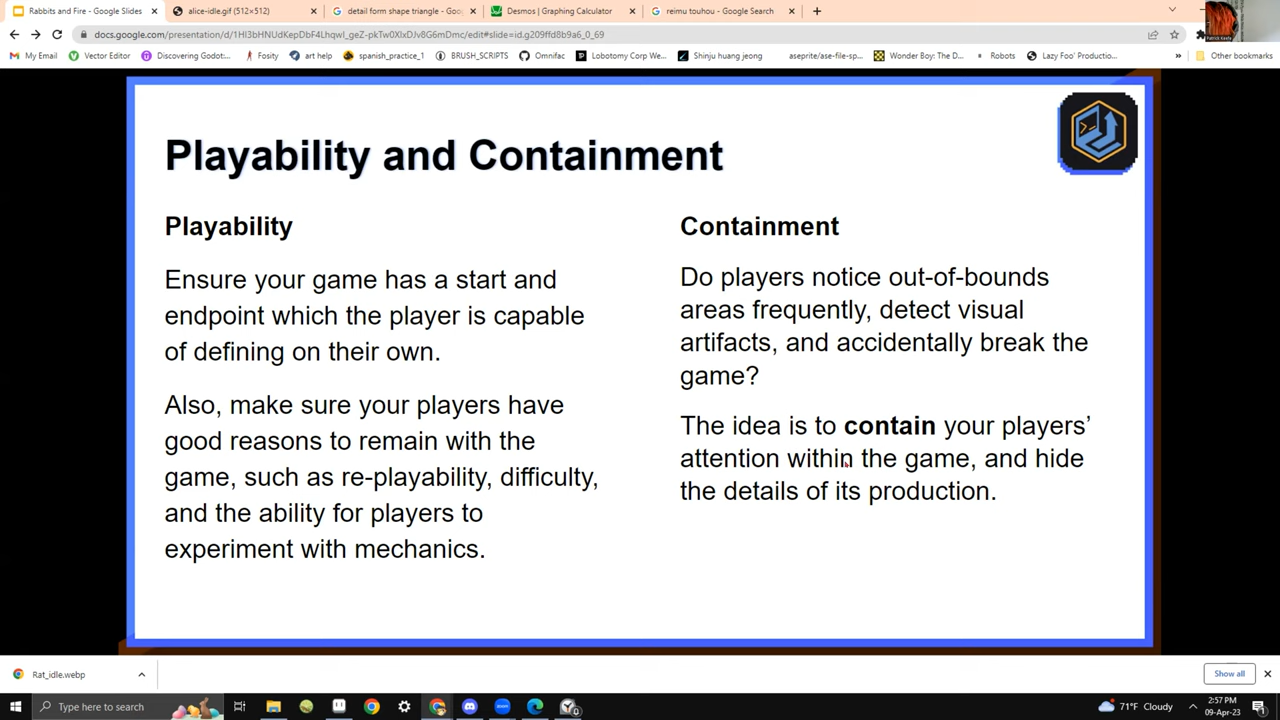 Rabbits and Fire - Google Slides
alice-idle.gif (512×512)
detail form shape triangle - Goo
Desmos | Graphing Calculator
reimu touhou - Google Search
docs.google.com/presentation/d/1HI3bHNUdKepDbF4Lhqwl_geZ-pkTw0XlxDJv8G6mDmc/edit#slide=id.g209ffd8b9a6_0_69
My Email
Vector Editor
Discovering Godot:...
Fosity
art help
spanish_practice_1
BRUSH_SCRIPTS
Omnifac
Lobotomy Corp We...
Shinju huang jeong
aseprite/ase-file-sp...
Wonder Boy: The D...
Robots
Lazy Foo' Productio...
Other bookmarks
Playability and Containment
Playability
Ensure your game has a start and
endpoint which the player is capable
of defining on their own.
Also, make sure your players have
good reasons to remain with the
game, such as re-playability, difficulty,
and the ability for players to
experiment with mechanics.
Containment
Do players notice out-of-bounds
areas frequently, detect visual
artifacts, and accidentally break the
game?
The idea is to contain your players’
attention within the game, and hide
the details of its production.
Rat_idle.webp
Show all
Type here to search
71°F Cloudy
2:57 PM
09-Apr-23